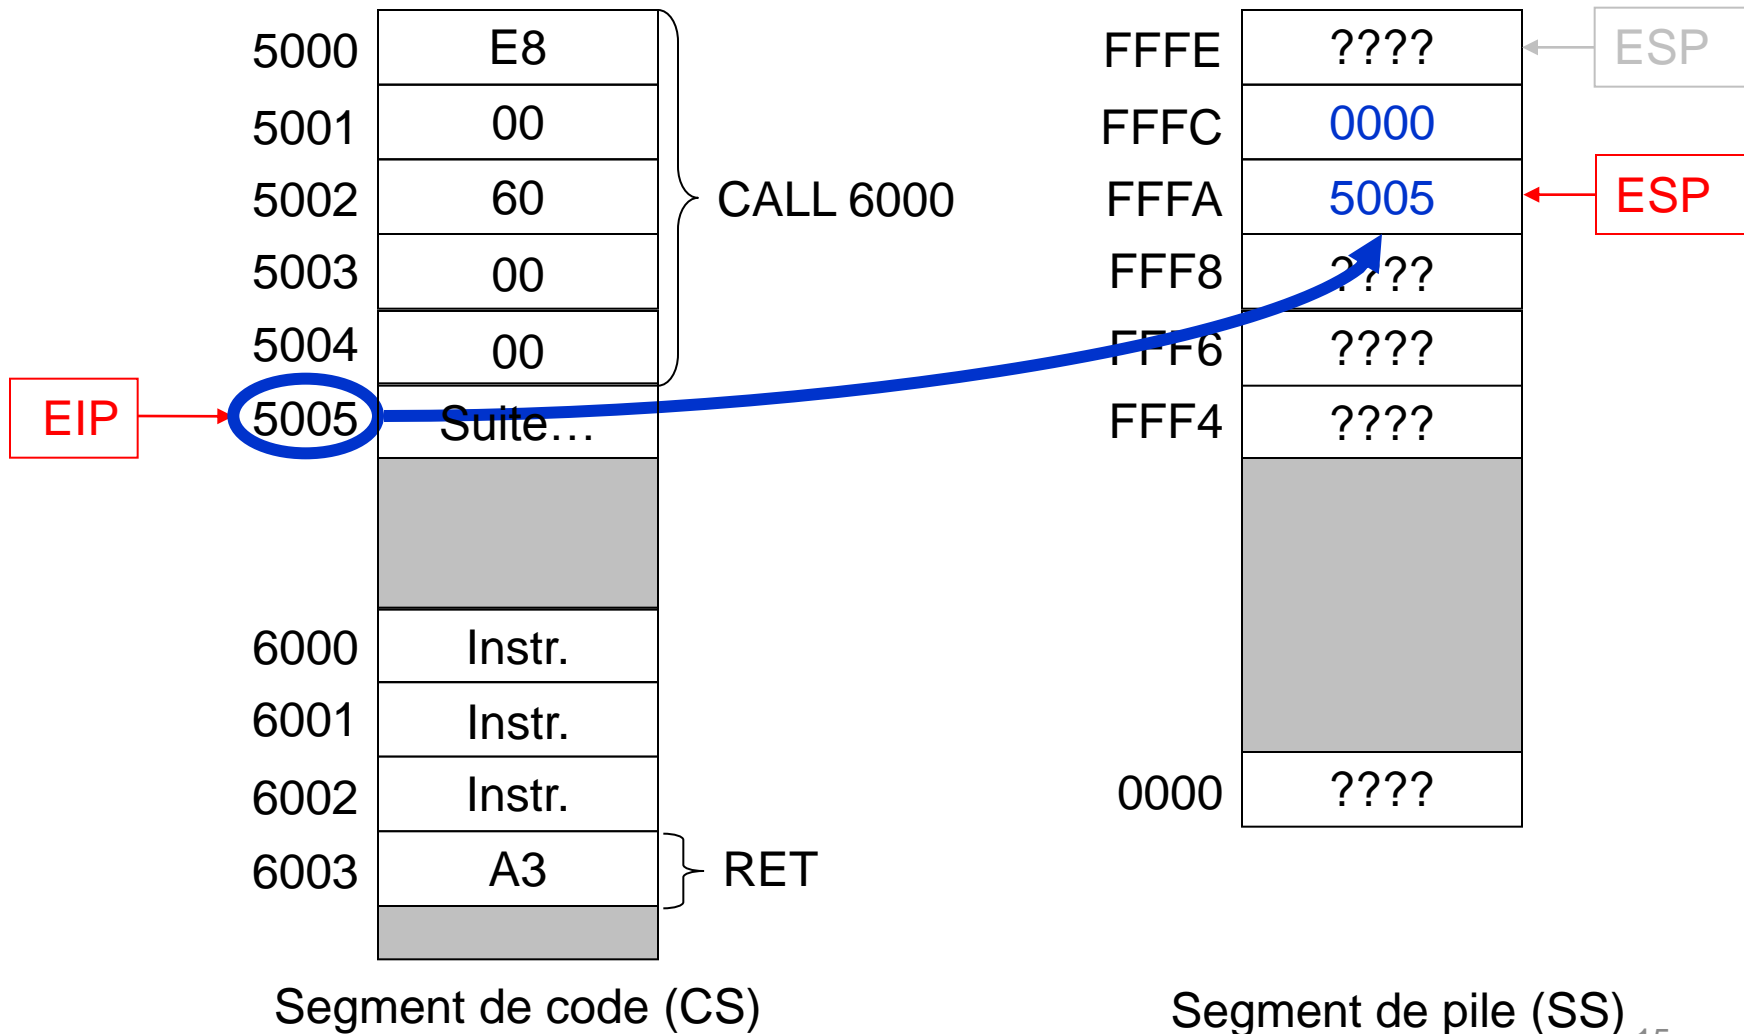 5000 E8 FFFE ???? ESP
5001 00 FFFC 0000
5002 60 CALL 6000 FFFA 5005 ESP
5003 00 FFF8 ????
5004 00 FFF6 ????
EIP 5005 Suite… FFF4 ????
6000 Instr.
6001 Instr.
6002 Instr. 0000 ????
6003 A3 RET
Segment de code (CS) Segment de pile (SS)
15